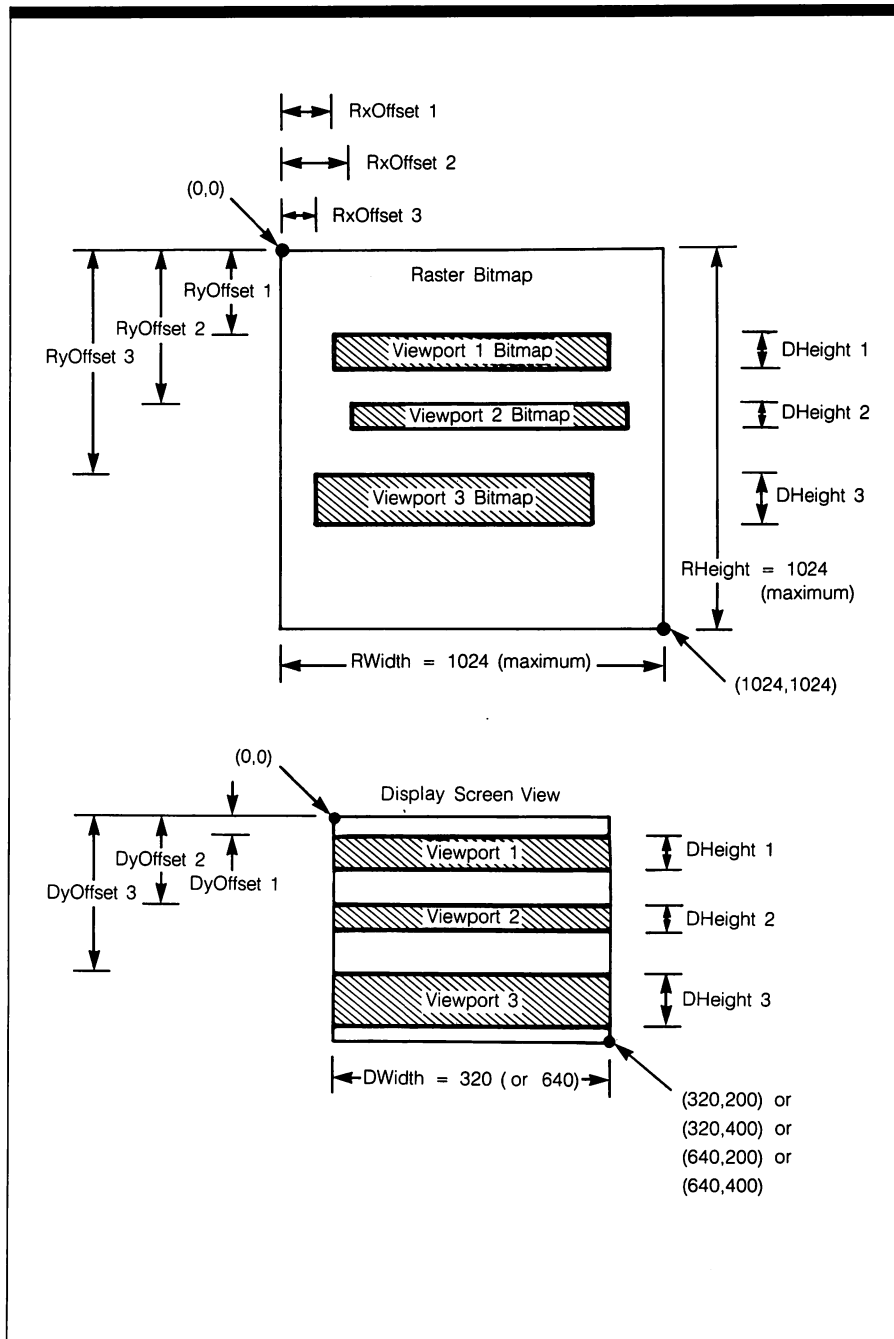 RxOffset 1
RxOffset 2
(0,0)
RxOffset 3
Raster Bitmap
RyOffset 1
RyOffset 2
RyOffset 3
Viewport 1 Bitmap
DHeight 1
Viewport 2 Bitmap
DHeight 2
Viewport 3 Bitmap
DHeight 3
RHeight = 1024
(maximum)
RWidth = 1024 (maximum)
(1024,1024)
(0,0)
Display Screen View
DyOffset 1
DyOffset 2
DyOffset 3
Viewport 1
DHeight 1
Viewport 2
DHeight 2
Viewport 3
DHeight 3
DWidth = 320 ( or 640)
(320,200) or
(320,400) or
(640,200) or
(640,400)